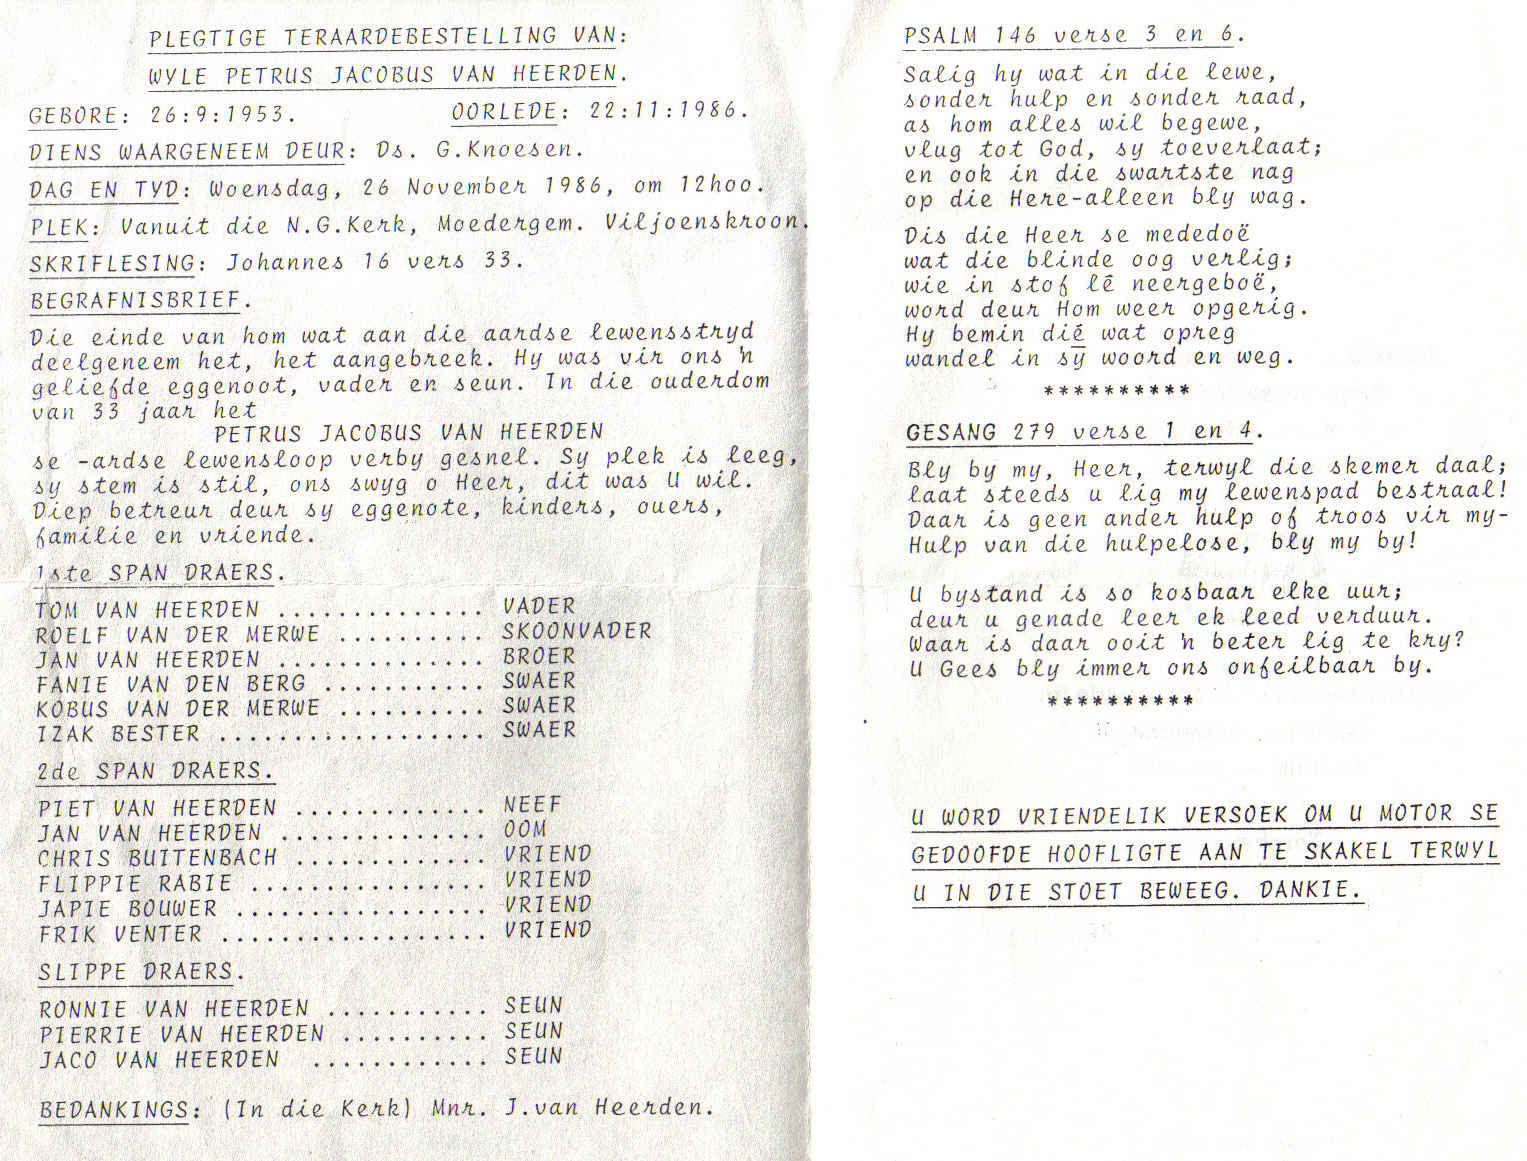 PLEGTIGE TERAARDEBESTELLING VAN:
WYLE PETRUS JACOBUS VAN HEERDEN.
GEBORE: 26:9:1953. OORLEDE: 22:11:1986.
DIENS WAARGENEEM DEUR: Ds. G.Knoesen.
DAG EN TYD: Woensdag, 26 November 1986, om 12hoo.
PLEK: Vanuit die N.G.Kerk, Moedergem. Viljoenskroon.
SKRIFLESING: Johannes 16 vers 33.
BEGRAFNISBRIEF.
Die einde van hom wat aan die aardse lewensstryd
deelgeneem het, het aangebreek. Hy was vir ons 'n
geliefde eggenoot, vader en seun. In die ouderdom
van 33 jaar het
PETRUS JACOBUS VAN HEERDEN
se -ardse lewensloop verby gesnel. Sy plek is leeg,
sy stem is stil, ons swyg o Heer, dit was U wil.
Diep betreur deur sy eggenote, kinders, ouers,
familie en vriende.
1ste SPAN DRAERS.
TOM VAN HEERDEN .............. VADER
ROELF VAN DER MERWE .......... SKOONVADER
JAN VAN HEERDEN .............. BROER
FANIE VAN DEN BERG ........... SWAER
KOBUS VAN DER MERWE .......... SWAER
IZAK BESTER .................. SWAER
2de SPAN DRAERS.
PIET VAN HEERDEN ............. NEEF
JAN VAN HEERDEN .............. OOM
CHRIS BUITENBACH ............. VRIEND
FLIPPIE RABIE ................ VRIEND
JAPIE BOUWER ................. VRIEND
FRIK VENTER .................. VRIEND
SLIPPE DRAERS.
RONNIE VAN HEERDEN ........... SEUN
PIERRIE VAN HEERDEN .......... SEUN
JACO VAN HEERDEN ............ SEUN
BEDANKINGS: (In die Kerk) Mnr. J.van Heerden.
PSALM 146 verse 3 en 6.
Salig hy wat in die lewe,
sonder hulp en sonder raad,
as hom alles wil begewe,
vlug tot God, sy toeverlaat;
en ook in die swartste nag
op die Here-alleen bly wag.
Dis die Heer se mededoë
wat die blinde oog verlig;
wie in stof lê neergeboë,
word deur Hom weer opgerig.
Hy bemin dié wat opreg
wandel in sy woord en weg.
**********
GESANG 279 verse 1 en 4.
Bly by my, Heer, terwyl die skemer daal;
laat steeds u lig my lewenspad bestraal!
Daar is geen ander hulp of troos vir my-
Hulp van die hulpelose, bly my by!
U bystand is so kosbaar elke uur;
deur u genade leer ek leed verduur.
Waar is daar ooit 'n beter lig te kry?
U Gees bly immer ons onfeilbaar by.
**********
U WORD VRIENDELIK VERSOEK OM U MOTOR SE
GEDOOFDE HOOFLIGTE AAN TE SKAKEL TERWYL
U IN DIE STOET BEWEEG. DANKIE.